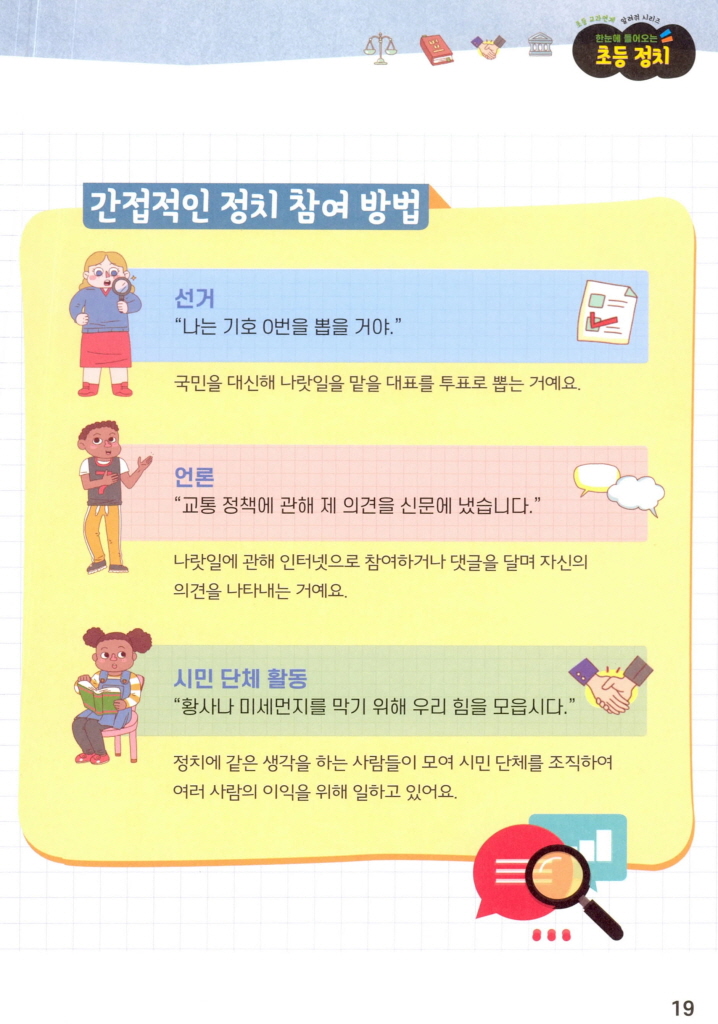 초등 교과연계 알려줘 시리즈
한눈에 들어오는
초등 정치
간접적인 정치 참여 방법
선거
“나는 기호 0번을 뽑을 거야.”
국민을 대신해 나랏일을 맡을 대표를 투표로 뽑는 거예요.
언론
“교통 정책에 관해 제 의견을 신문에 냈습니다.”
나랏일에 관해 인터넷으로 참여하거나 댓글을 달며 자신의
의견을 나타내는 거예요.
시민 단체 활동
“황사나 미세먼지를 막기 위해 우리 힘을 모읍시다.”
정치에 같은 생각을 하는 사람들이 모여 시민 단체를 조직하여
여러 사람의 이익을 위해 일하고 있어요.
19